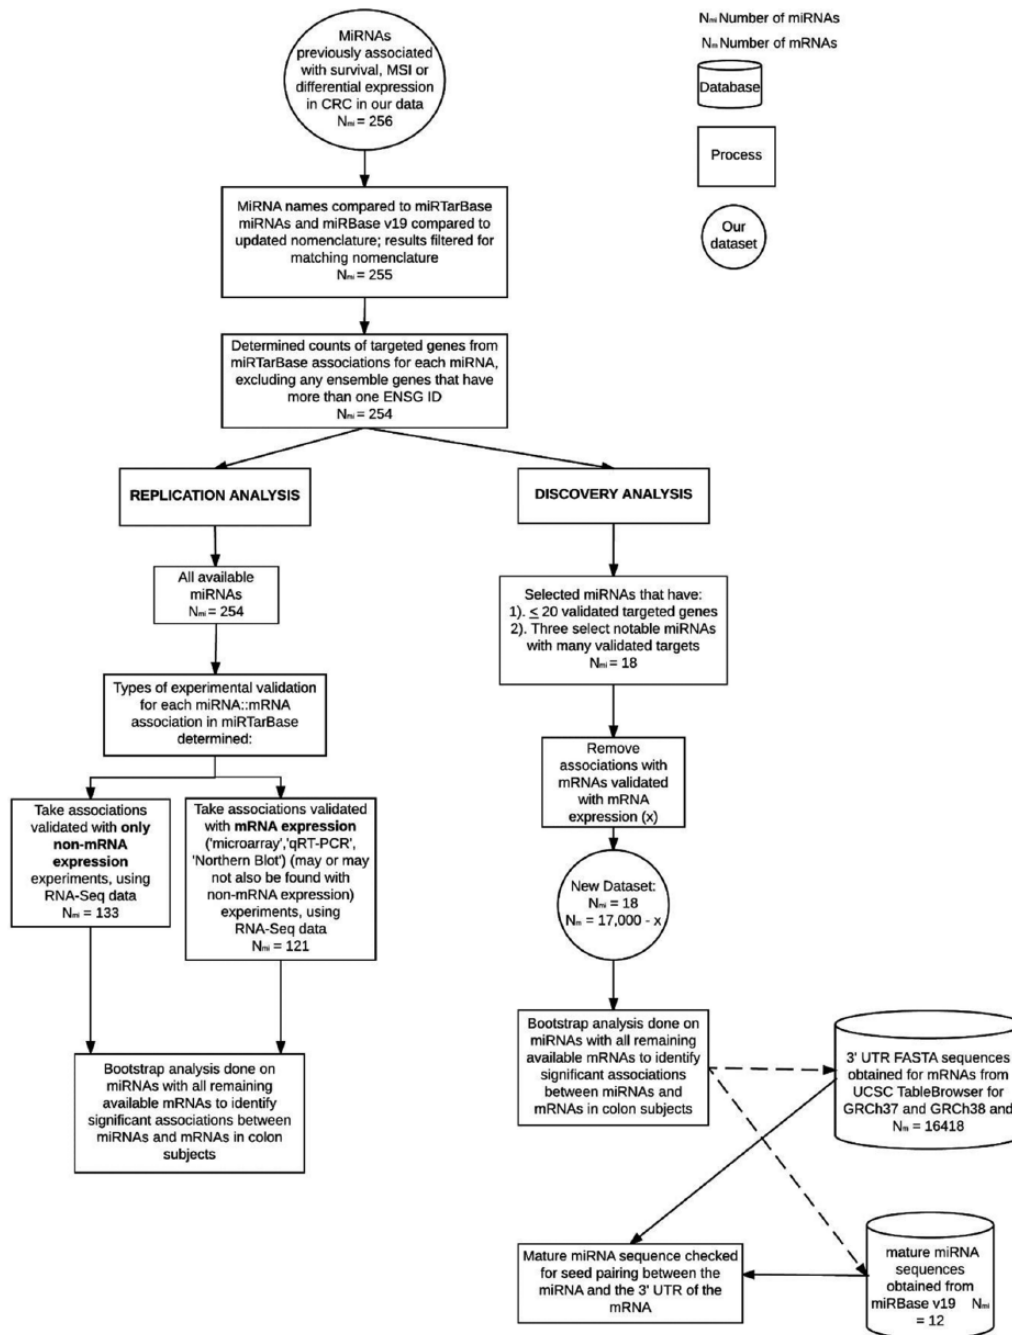 MiRNAs
previously associated
with survival, MSI or
differential expression
in CRC in our data
Nmi = 256
Nmi Number of miRNAs
Nm Number of mRNAs
Database
Process
Our
dataset
MiRNA names compared to miRTarBase
miRNAs and miRBase v19 compared to
updated nomenclature; results filtered for
matching nomenclature
Nmi = 255
Determined counts of targeted genes from
miRTarBase associations for each miRNA,
excluding any ensemble genes that have
more than one ENSG ID
Nmi = 254
REPLICATION ANALYSIS
All available
miRNAs
Nmi = 254
Types of experimental validation
for each miRNA::mRNA
association in miRTarBase
determined:
Take associations
validated with only
non-mRNA
expression
experiments, using
RNA-Seq data
Nmi = 133
Take associations validated
with mRNA expression
('microarray','qRT-PCR',
'Northern Blot') (may or may
not also be found with
non-mRNA expression)
experiments, using
RNA-Seq data
Nmi = 121
Bootstrap analysis done on
miRNAs with all remaining
available mRNAs to identify
significant associations between
miRNAs and mRNAs in colon
subjects
DISCOVERY ANALYSIS
Selected miRNAs that have:
1). ≤ 20 validated targeted genes
2). Three select notable miRNAs
with many validated targets
Nmi = 18
Remove
associations with
mRNAs validated
with mRNA
expression (x)
New Dataset:
Nmi = 18
Nm = 17,000 - x
Bootstrap analysis done on
miRNAs with all remaining
available mRNAs to identify
significant associations
between miRNAs and
mRNAs in colon subjects
3' UTR FASTA sequences
obtained for mRNAs from
UCSC TableBrowser for
GRCh37 and GRCh38 and
Nm = 16418
Mature miRNA sequence checked
for seed pairing between the
miRNA and the 3' UTR of the
mRNA
mature miRNA
sequences
obtained from
miRBase v19 Nmi
= 12